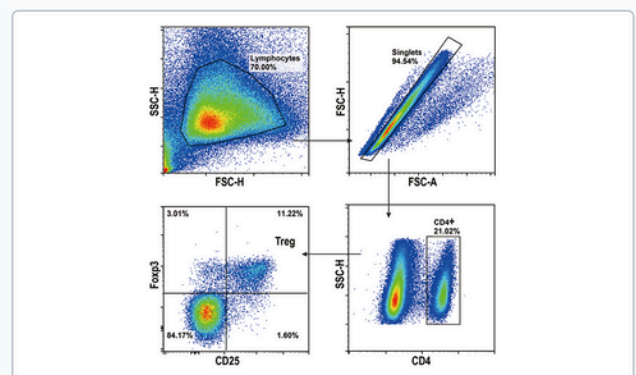 Lymphocytes
70.00%
SSC-H
FSC-H
Singlets
94.54%
FSC-H
FSC-A
3.01%
11.22%
Treg
Foxp3
84.17%
1.60%
CD25
CD4+
21.02%
SSC-H
CD4